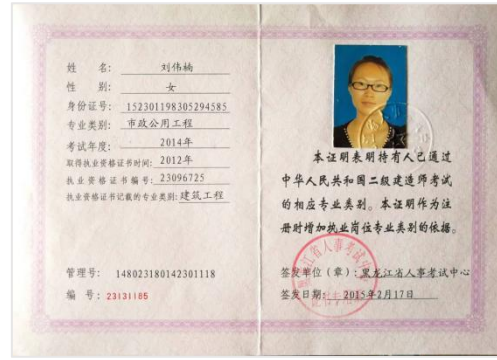 姓 名: 刘伟楠
性 别: 女
身份证号: 152301198305294585
专业类别: 市政公用工程
考试年度: 2014年
取得执业资格证书时间: 2012年
执业资格证书编号: 23096725
执业资格证书记载的专业类别: 建筑工程
管理号: 148023180142301118
编 号: 23131185
本证明表明持有人已通过
中华人民共和国二级建造师考试
的相应专业类别。本证明作为注
册时增加执业岗位专业类别的依据。
签发单位(章): 黑龙江省人事考试中心
签发日期: 2015年2月17日